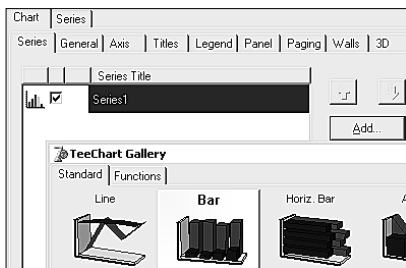 Chart Series
Series General Axis Titles Legend Panel Paging Walls 3D
Series Title
Series1
Add...
TeeChart Gallery
Standard Functions
Line Bar Horiz. Bar